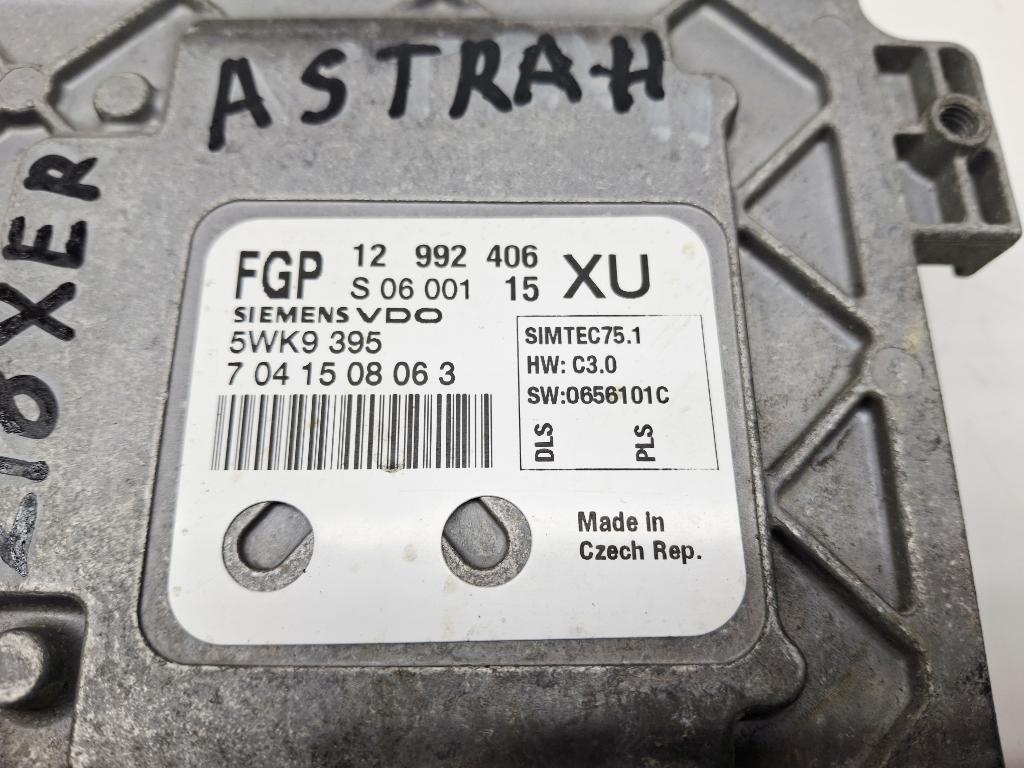 ASTRA-H
Z18XER
FGP 12 992 406 XU
S 06 001 15
SIEMENS VDO
5WK9 395
7 04 15 08 06 3
SIMTEC75.1
HW: C3.0
SW:0656101C
DLS PLS
Made In
Czech Rep.